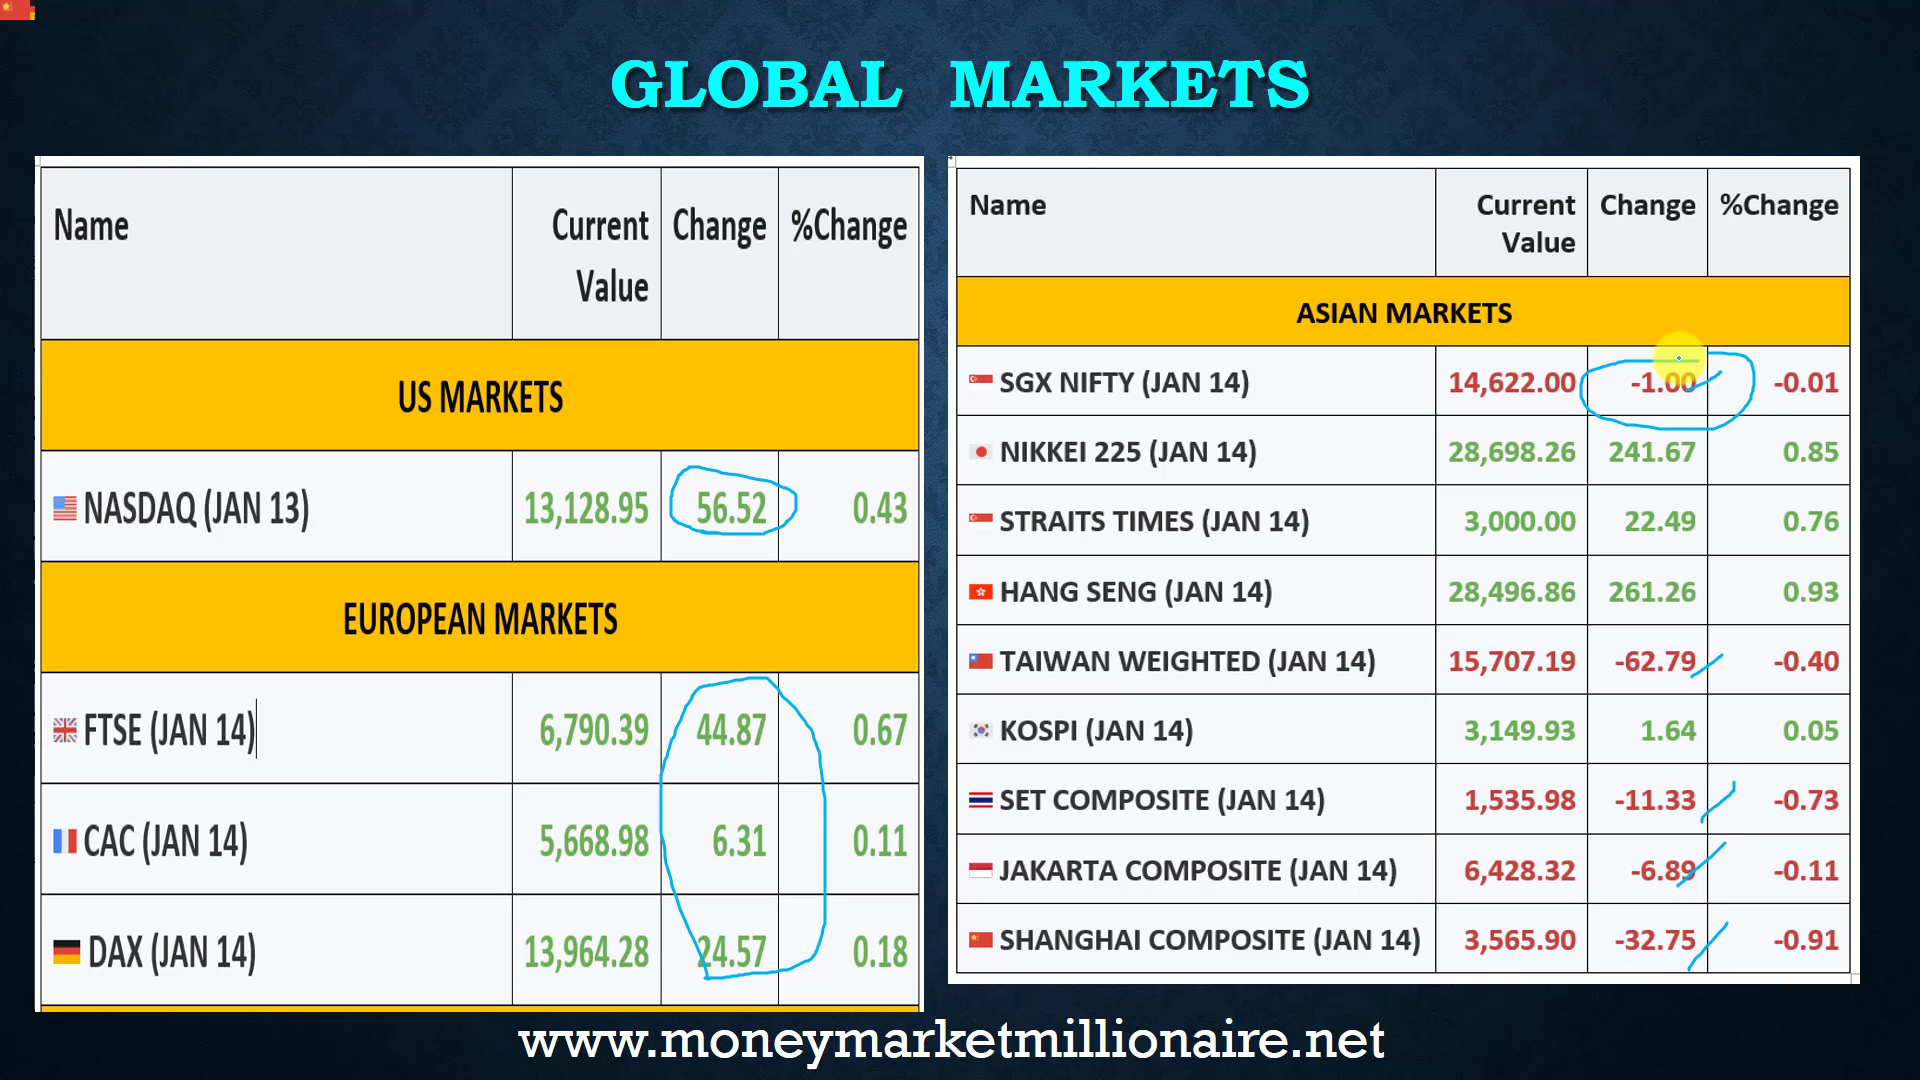 GLOBAL MARKETS
Name Current Value Change %Change
US MARKETS
NASDAQ (JAN 13) 13,128.95 56.52 0.43
EUROPEAN MARKETS
FTSE (JAN 14) 6,790.39 44.87 0.67
CAC (JAN 14) 5,668.98 6.31 0.11
DAX (JAN 14) 13,964.28 24.57 0.18
Name Current Value Change %Change
ASIAN MARKETS
SGX NIFTY (JAN 14) 14,622.00 -1.00 -0.01
NIKKEI 225 (JAN 14) 28,698.26 241.67 0.85
STRAITS TIMES (JAN 14) 3,000.00 22.49 0.76
HANG SENG (JAN 14) 28,496.86 261.26 0.93
TAIWAN WEIGHTED (JAN 14) 15,707.19 -62.79 -0.40
KOSPI (JAN 14) 3,149.93 1.64 0.05
SET COMPOSITE (JAN 14) 1,535.98 -11.33 -0.73
JAKARTA COMPOSITE (JAN 14) 6,428.32 -6.89 -0.11
SHANGHAI COMPOSITE (JAN 14) 3,565.90 -32.75 -0.91
www.moneymarketmillionaire.net